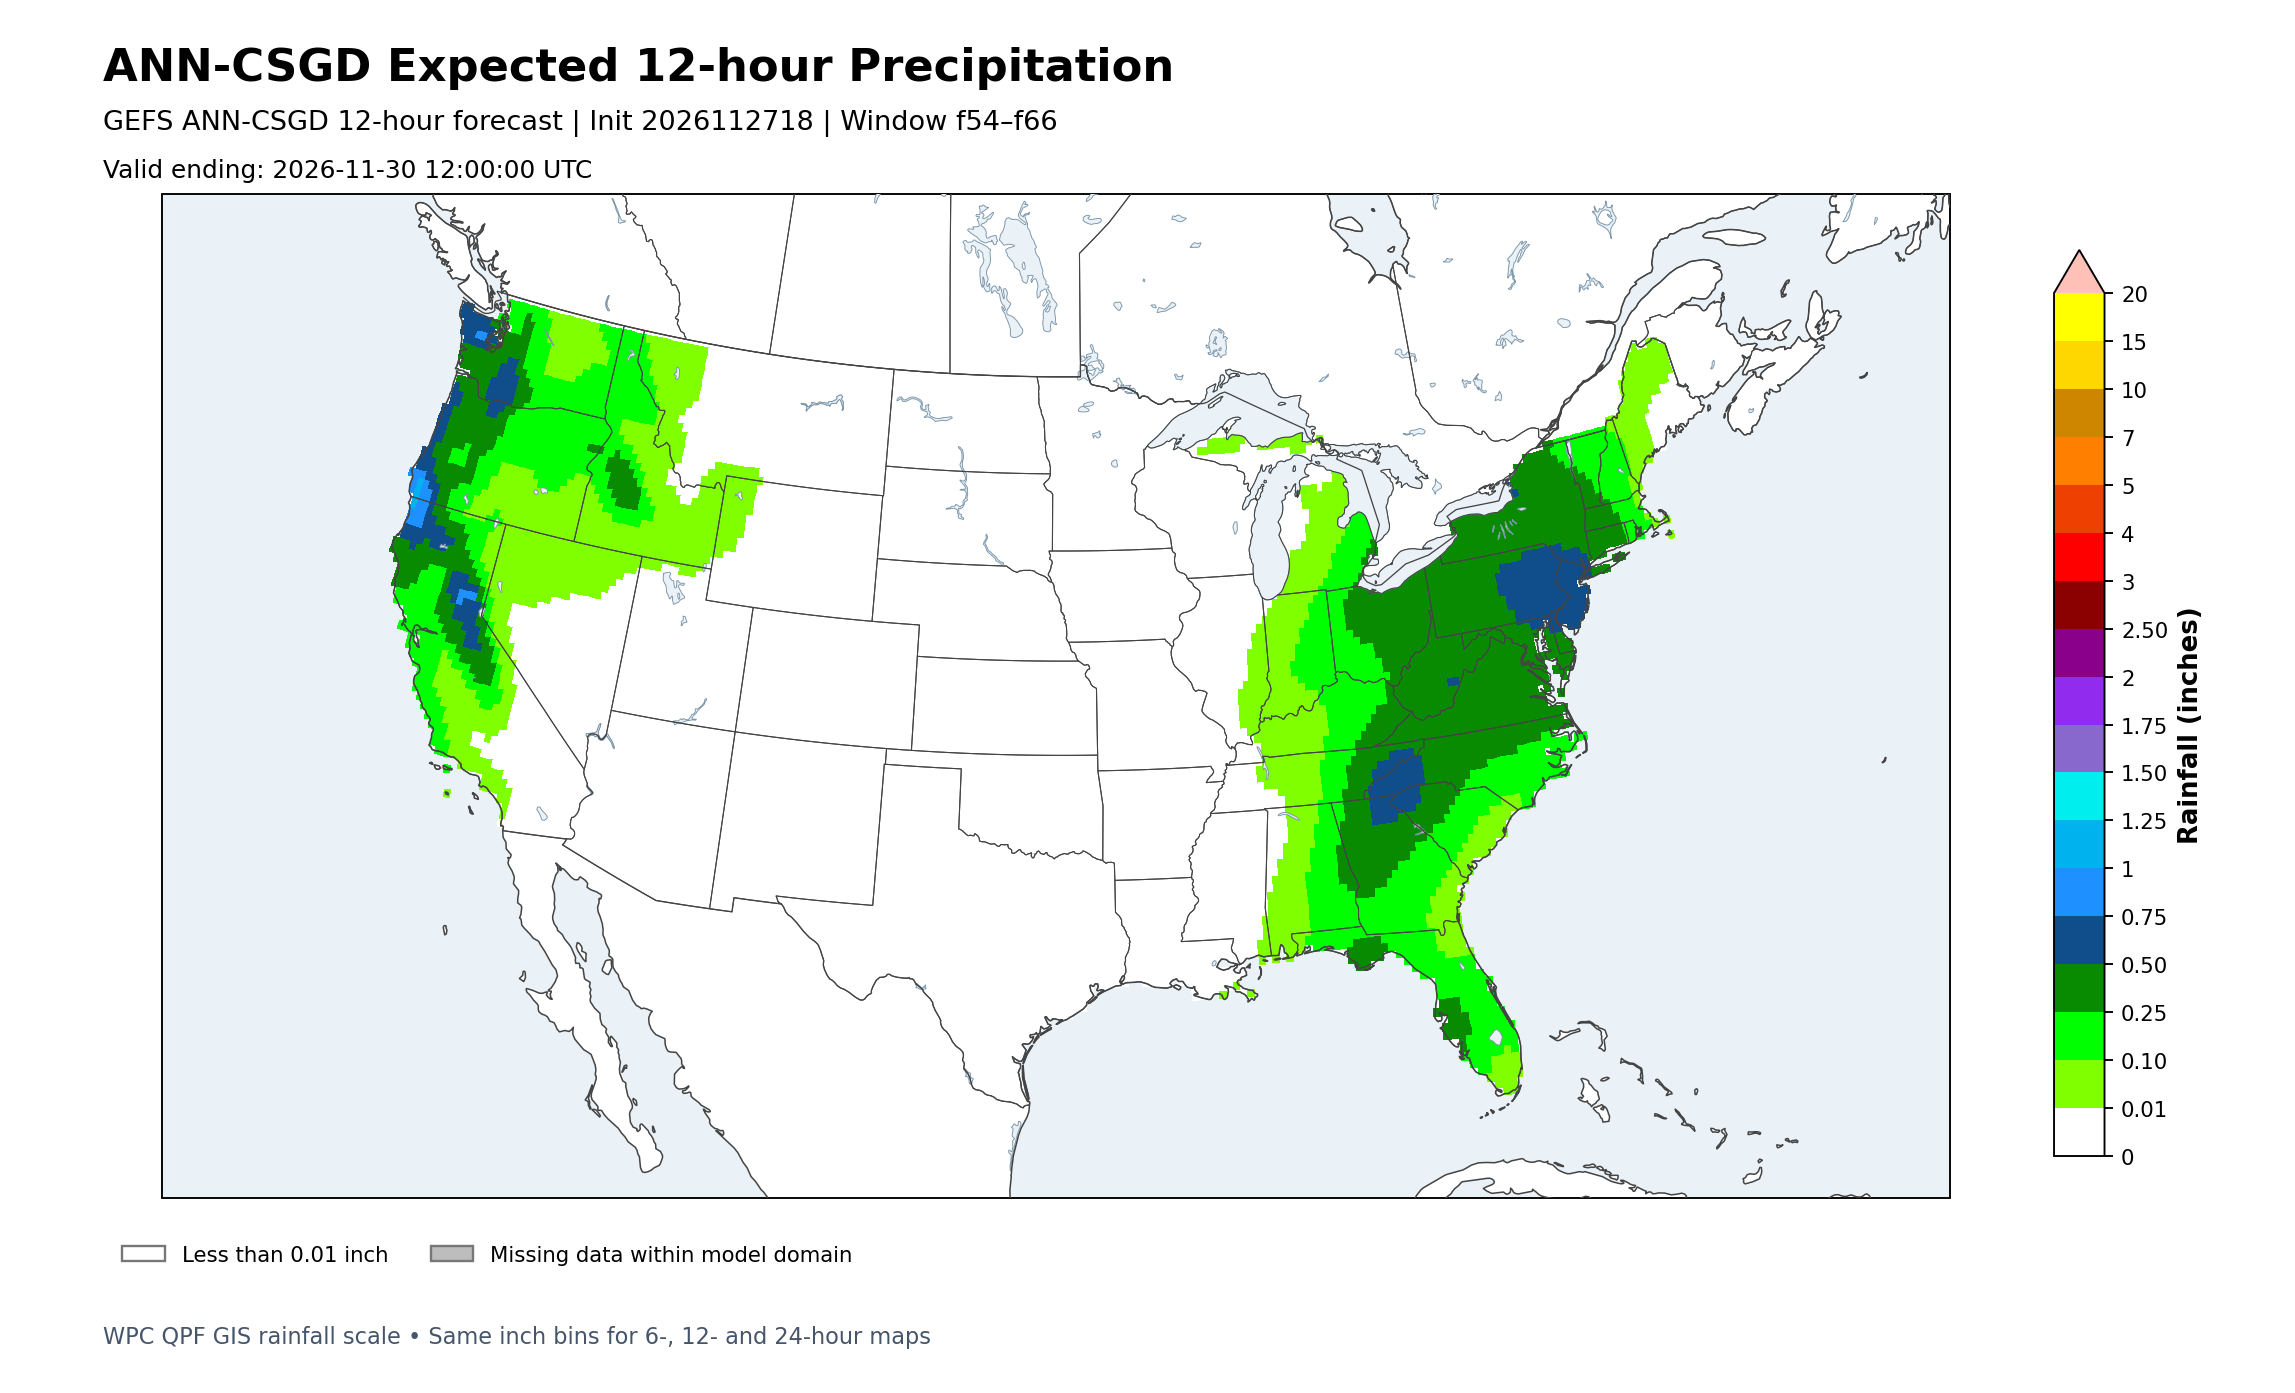 ANN-CSGD Expected 12-hour Precipitation
GEFS ANN-CSGD 12-hour forecast | Init 2026112718 | Window f54–f66
Valid ending: 2026-11-30 12:00:00 UTC
20
15
10
7
5
4
3
2.50
2
1.75
1.50
1.25
1
0.75
0.50
0.25
0.10
0.01
0
Rainfall (inches)
Less than 0.01 inch
Missing data within model domain
WPC QPF GIS rainfall scale • Same inch bins for 6-, 12- and 24-hour maps